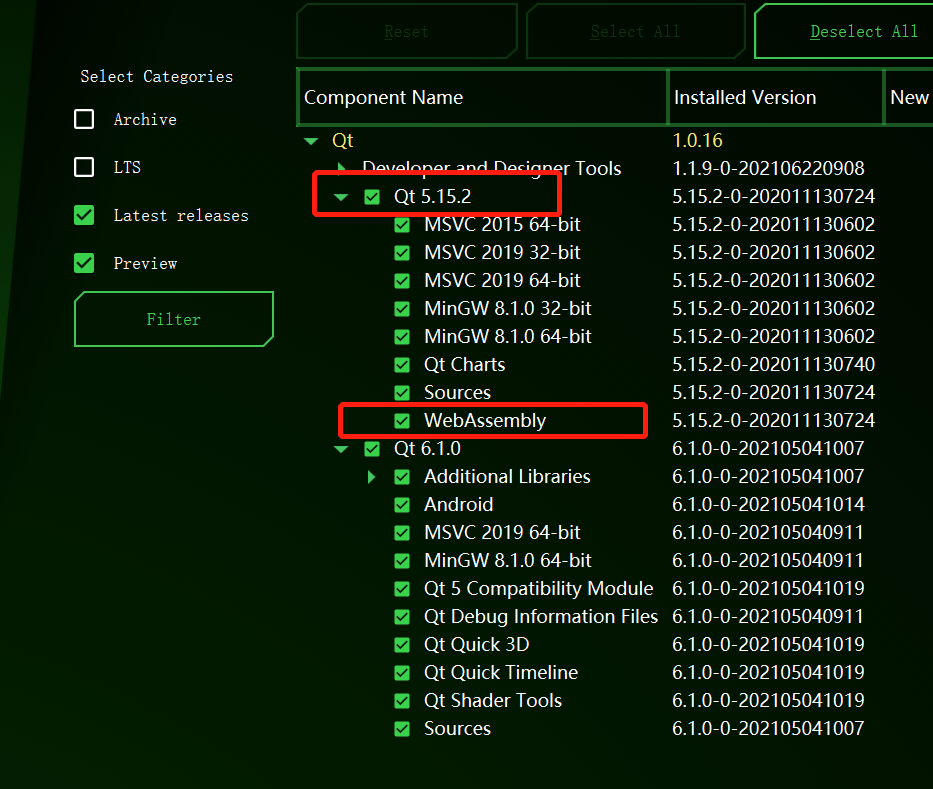 Reset
Select All
Deselect All
Select Categories
Archive
LTS
Latest releases
Preview
Filter
Component Name Installed Version New
Qt 1.0.16
Developer and Designer Tools 1.1.9-0-202106220908
Qt 5.15.2 5.15.2-0-202011130724
MSVC 2015 64-bit 5.15.2-0-202011130602
MSVC 2019 32-bit 5.15.2-0-202011130602
MSVC 2019 64-bit 5.15.2-0-202011130602
MinGW 8.1.0 32-bit 5.15.2-0-202011130602
MinGW 8.1.0 64-bit 5.15.2-0-202011130602
Qt Charts 5.15.2-0-202011130740
Sources 5.15.2-0-202011130724
WebAssembly 5.15.2-0-202011130724
Qt 6.1.0 6.1.0-0-202105041007
Additional Libraries 6.1.0-0-202105041007
Android 6.1.0-0-202105041014
MSVC 2019 64-bit 6.1.0-0-202105040911
MinGW 8.1.0 64-bit 6.1.0-0-202105040911
Qt 5 Compatibility Module 6.1.0-0-202105041019
Qt Debug Information Files 6.1.0-0-202105040911
Qt Quick 3D 6.1.0-0-202105041019
Qt Quick Timeline 6.1.0-0-202105041019
Qt Shader Tools 6.1.0-0-202105041019
Sources 6.1.0-0-202105041007